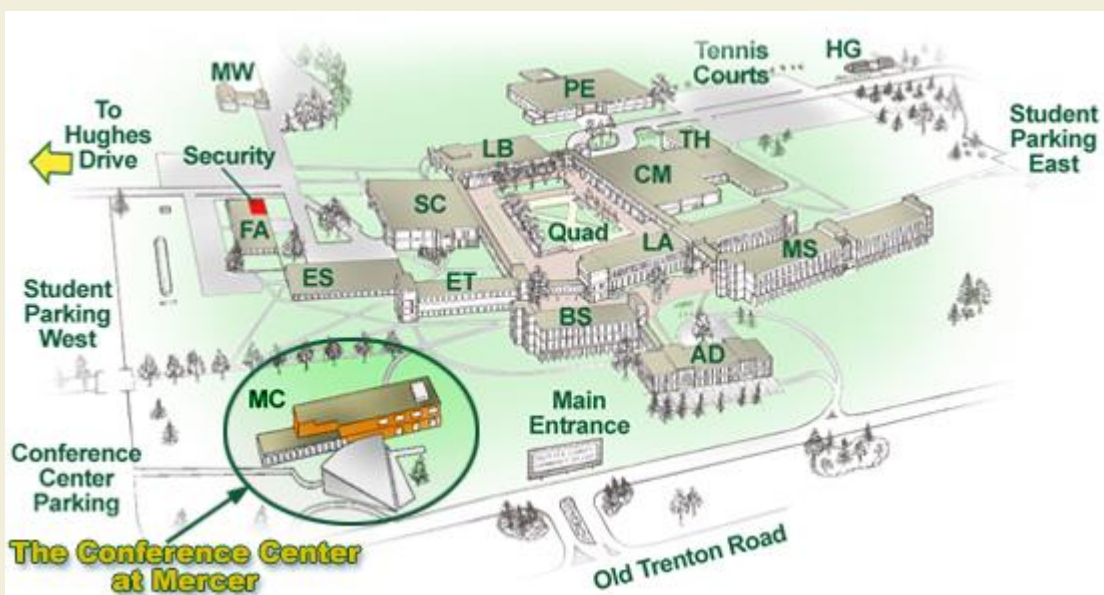 MW
To
Hughes
Drive
Security
FA
PE
Tennis
Courts
HG
Student
Parking
East
LB
TH
CM
SC
Quad
LA
MS
ES
ET
BS
AD
Student
Parking
West
MC
Main
Entrance
Conference
Center
Parking
The Conference Center
at Mercer
Old Trenton Road